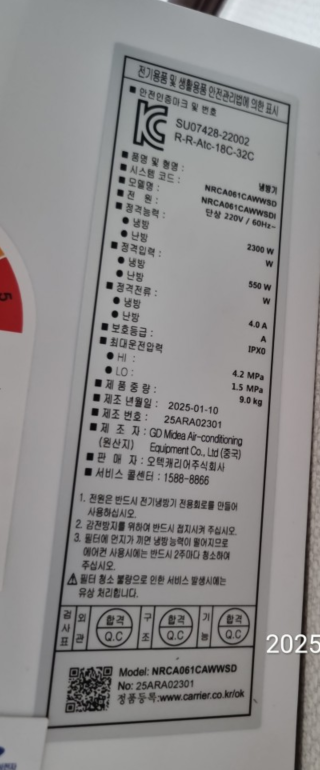 전기용품 및 생활용품 안전관리법에 의한 표시
■ 안전인증마크 및 번호
SU07428-22002
R-R-Atc-18C-32C
■ 품명 및 형명 : 냉방기
■ 시스템 코드 : NRCA061CAWWSD
■ 모델명 : NRCA061CAWWSDI
■ 전 원 : 단상 220V / 60Hz~
■ 정격능력 :
● 냉방 2300 W
● 난방 W
■ 정격입력 :
● 냉방 550 W
● 난방 W
■ 정격전류 :
● 냉방 4.0 A
● 난방 A
■ 보호등급 : IPX0
■ 최대운전압력
● HI : 4.2 MPa
● LO : 1.5 MPa
■ 제 품 중 량 : 9.0 kg
■ 제조 년월일 : 2025-01-10
■ 제조 번호 : 25ARA02301
■ 제 조 자 : GD Midea Air-conditioning
(원산지) Equipment Co., Ltd (중국)
■ 판 매 자 : 오텍캐리어주식회사
■ 서비스 콜센터 : 1588-8866
1. 전원은 반드시 전기냉방기 전용회로를 만들어
사용하십시오.
2. 감전방지를 위하여 반드시 접지시켜 주십시오.
3. 필터에 먼지가 끼면 냉방능력이 떨어지므로
에어컨 사용시에는 반드시 2주마다 청소하여
주십시오.
⚠ 필터 청소 불량으로 인한 서비스 발생시에는
유상 처리됩니다.
검사표 외관 합격 Q.C 구조 합격 Q.C 기능 합격 Q.C
Model: NRCA061CAWWSD
No: 25ARA02301
정품등록:www.carrier.co.kr/ok
2025
5